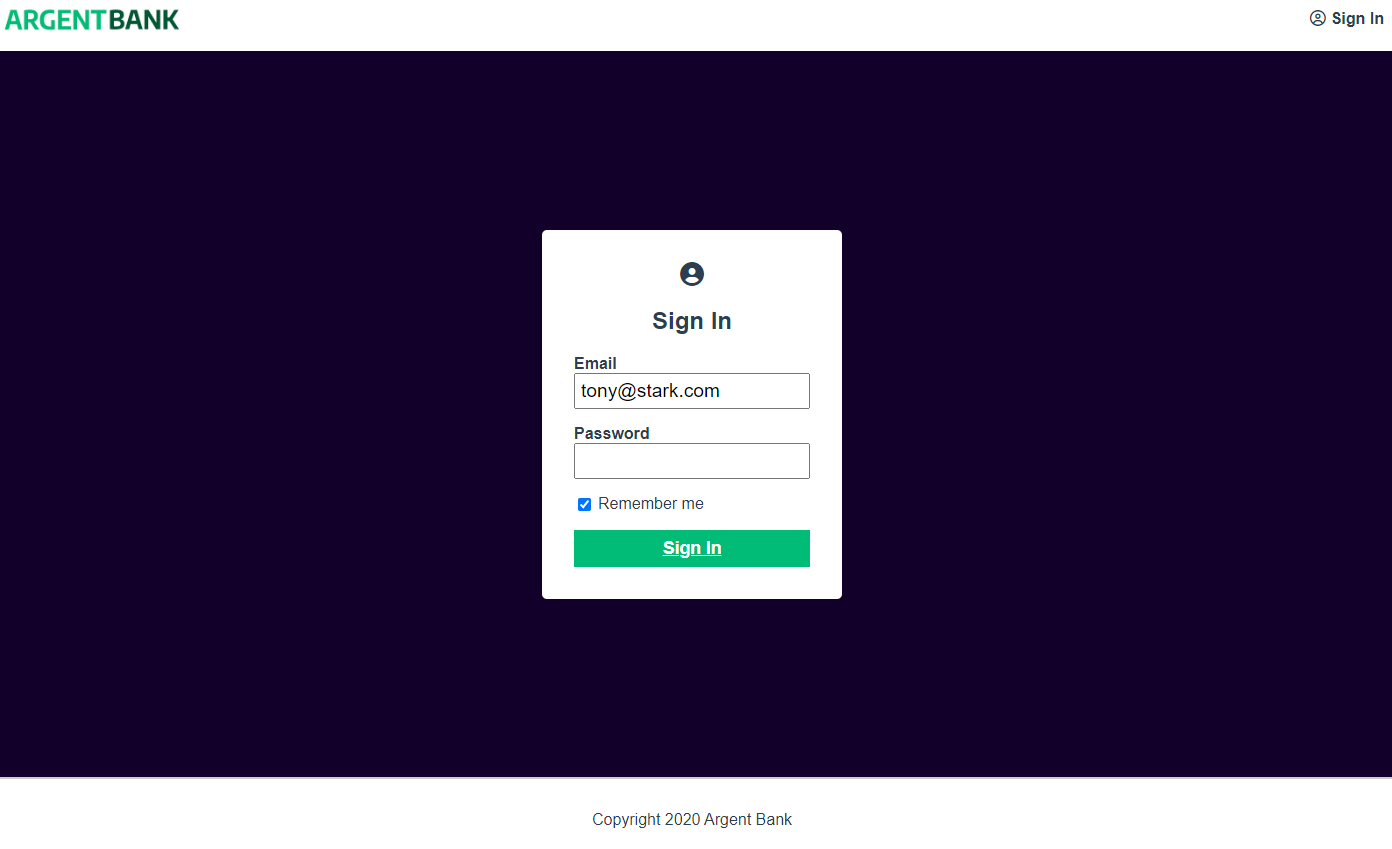 ARGENTBANK
Sign In
Sign In
Email
tony@stark.com
Password
Remember me
Sign In
Copyright 2020 Argent Bank